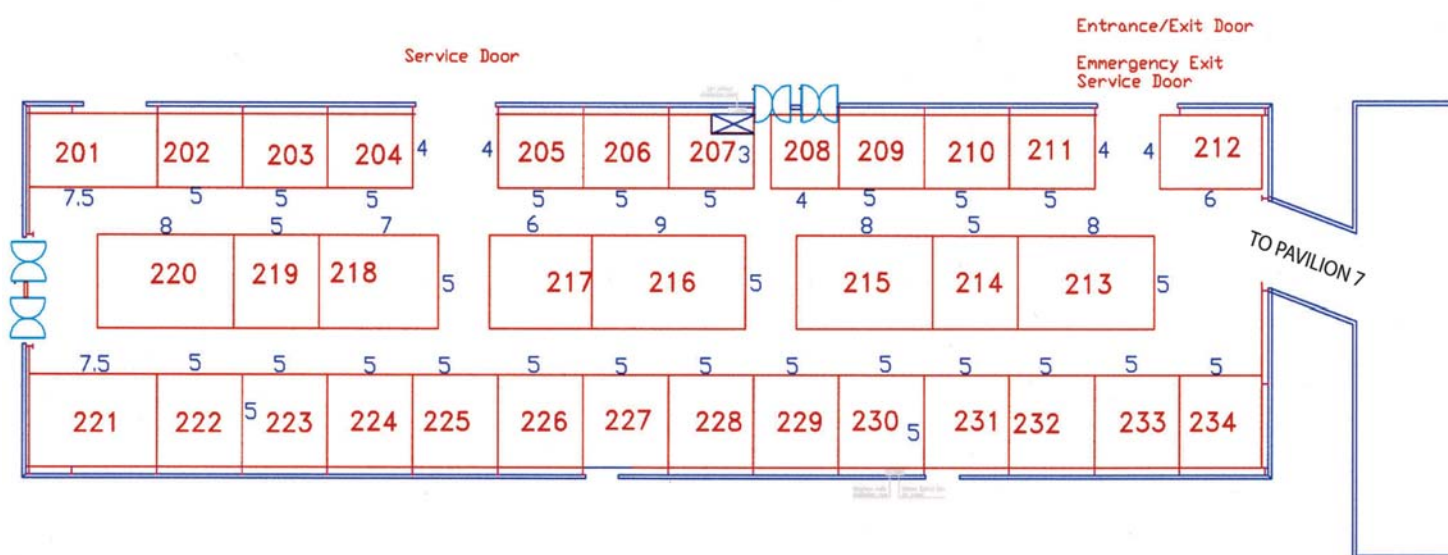 Entrance/Exit Door
Service Door
Emmergency Exit
Service Door
201 202 203 204 4 4 205 206 207 3 208 209 210 211 4 4 212
7.5 5 5 5 5 5 5 4 5 5 5 6
8 5 7 6 9 8 5 8
TO PAVILION 7
220 219 218 5 217 216 5 215 214 213 5
7.5 5 5 5 5 5 5 5 5 5 5 5 5 5
221 222 5 223 224 225 226 227 228 229 230 5 231 232 233 234